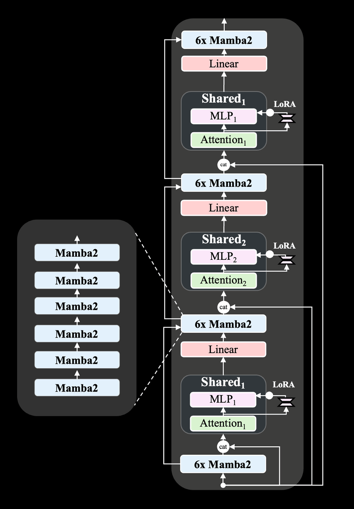 6x Mamba2
Linear
Shared1
LoRA
MLP1
Attention1
cat
6x Mamba2
Linear
Shared2
LoRA
MLP2
Attention2
cat
6x Mamba2
Linear
Shared1
LoRA
MLP1
Attention1
cat
6x Mamba2
Mamba2
Mamba2
Mamba2
Mamba2
Mamba2
Mamba2